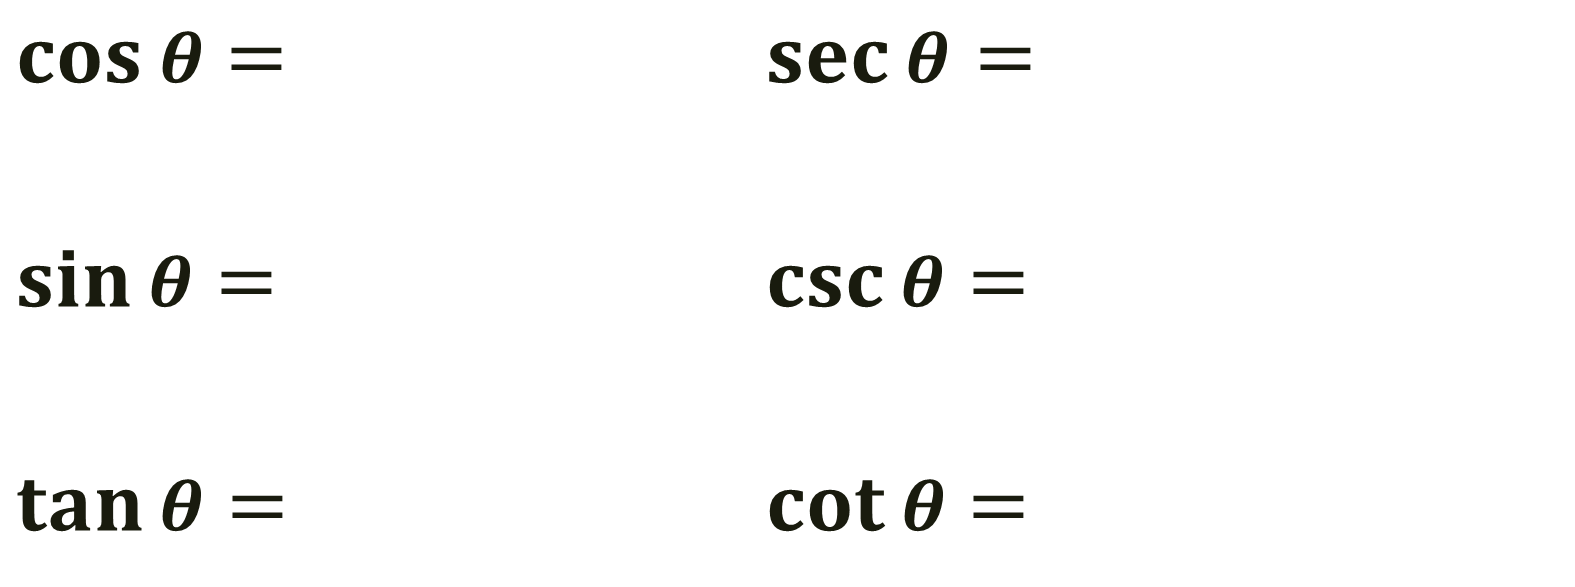 cos θ = sec θ =
sin θ = csc θ =
tan θ = cot θ =